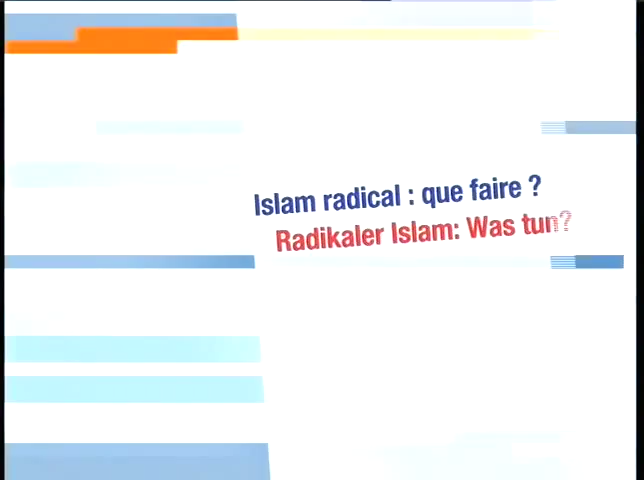 Islam radical : que faire ?
Radikaler Islam: Was tun?